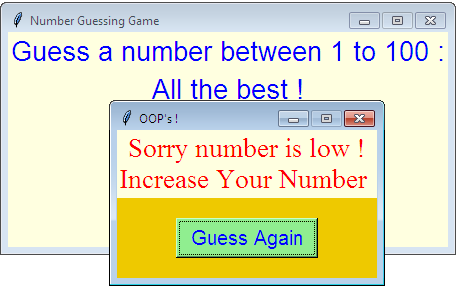 Number Guessing Game
Guess a number between 1 to 100 :
All the best !
OOP's !
Sorry number is low !
Increase Your Number
Guess Again